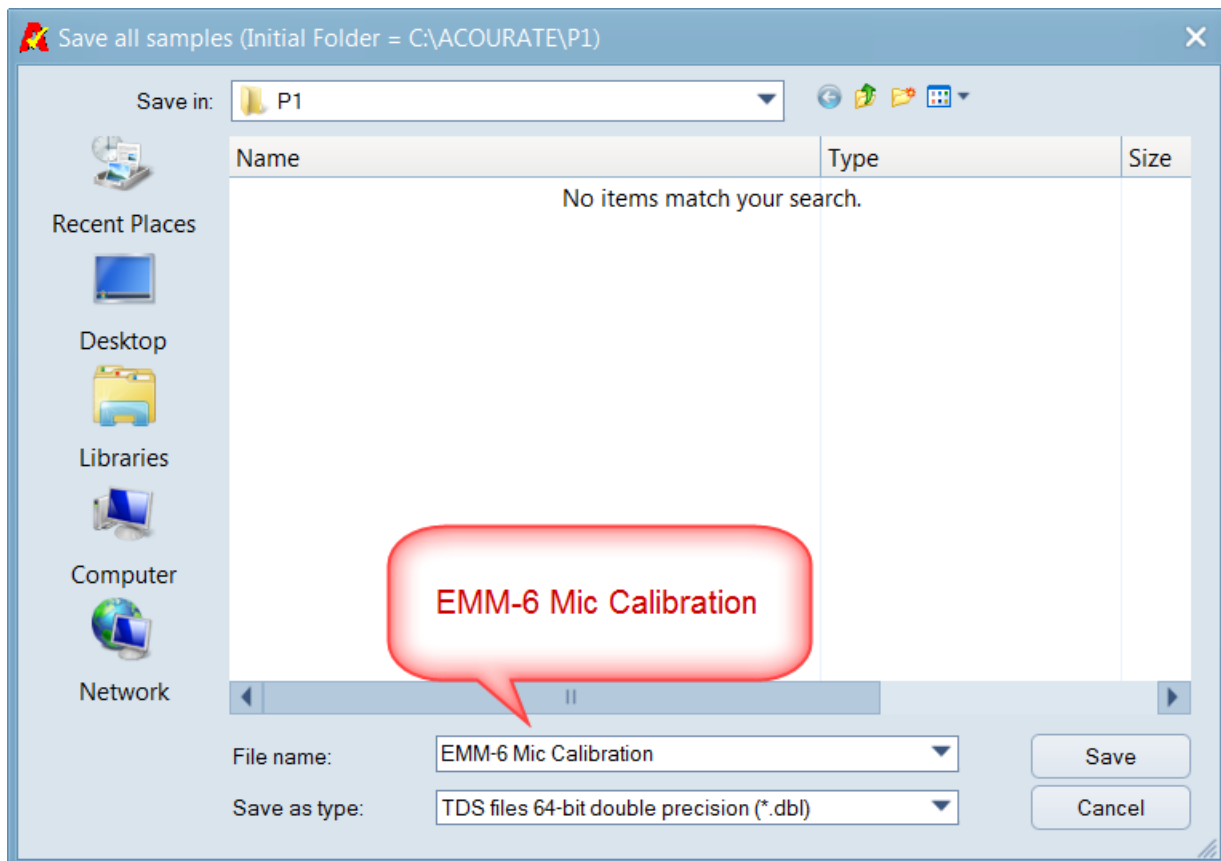 Save all samples (Initial Folder = C:\ACOURATE\P1)
Save in:
P1
Name
Type
Size
No items match your search.
Recent Places
Desktop
Libraries
Computer
Network
EMM-6 Mic Calibration
File name:
EMM-6 Mic Calibration
Save
Save as type:
TDS files 64-bit double precision (*.dbl)
Cancel